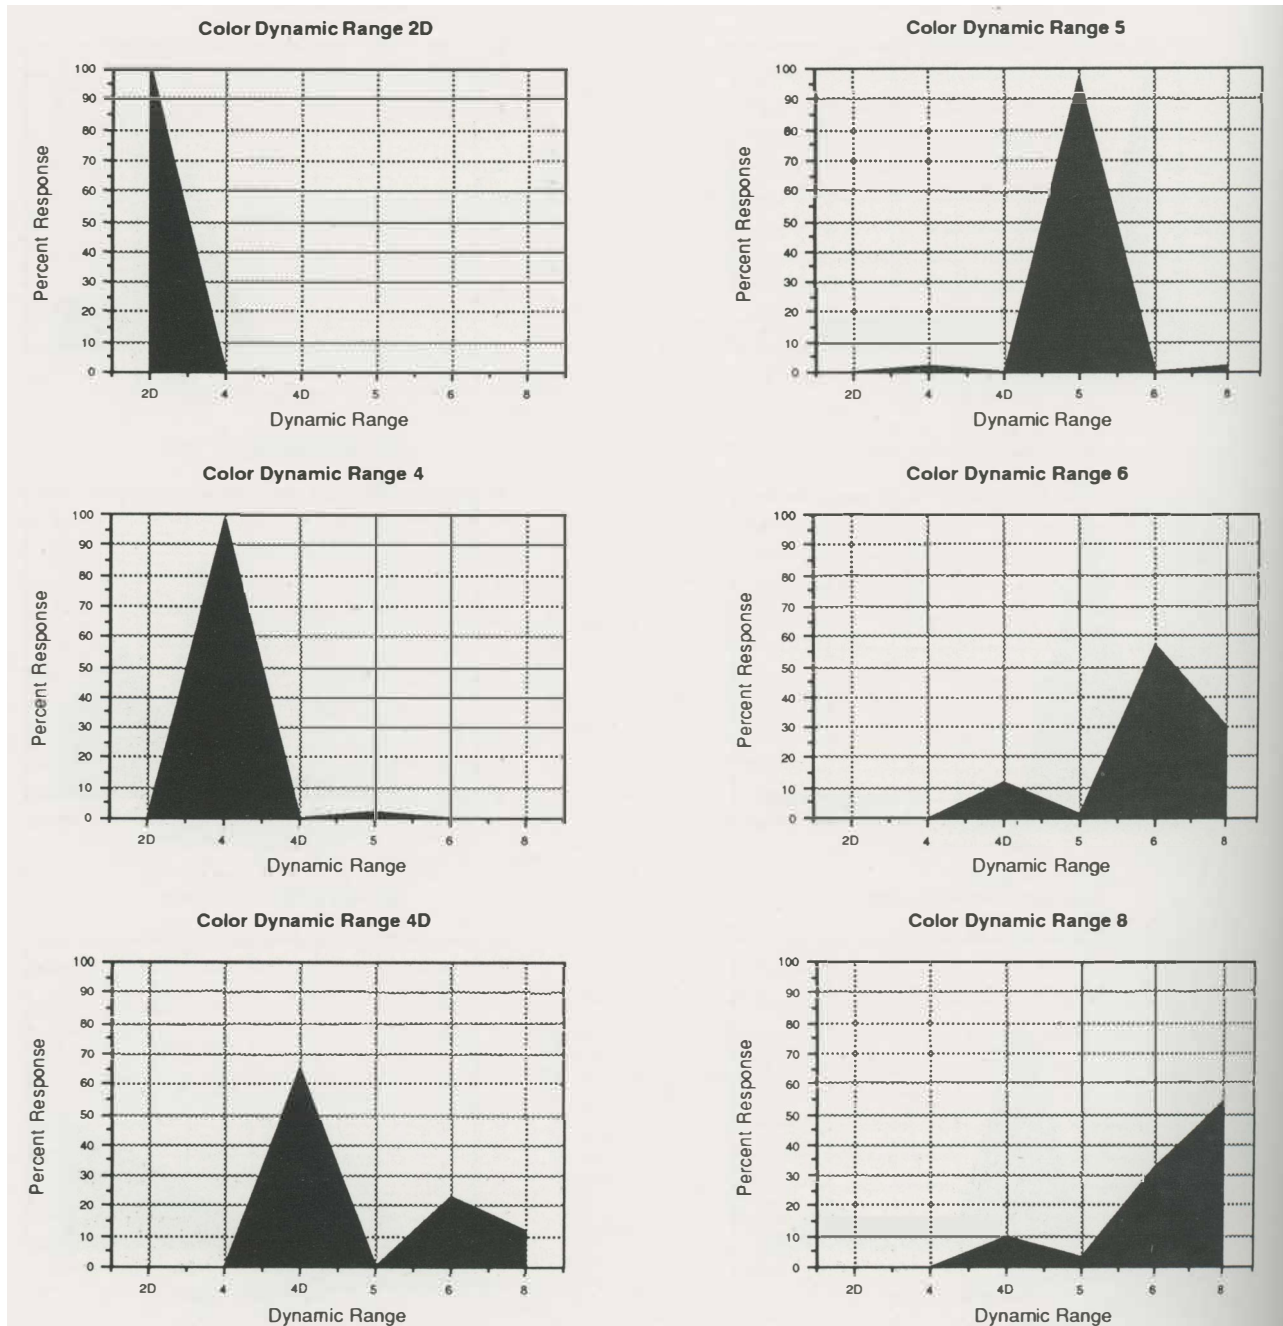 Color Dynamic Range 2D
100
90
80
70
60
50
40
30
20
10
0
Percent Response
2D 4 4D 5 6 8
Dynamic Range
Color Dynamic Range 4
100
90
80
70
60
50
40
30
20
10
0
Percent Response
2D 4 4D 5 6 8
Dynamic Range
Color Dynamic Range 4D
100
90
80
70
60
50
40
30
20
10
0
Percent Response
2D 4 4D 5 6 8
Dynamic Range
Color Dynamic Range 5
100
90
80
70
60
50
40
30
20
10
0
Percent Response
2D 4 4D 5 6 8
Dynamic Range
Color Dynamic Range 6
100
90
80
70
60
50
40
30
20
10
0
Percent Response
2D 4 4D 5 6 8
Dynamic Range
Color Dynamic Range 8
100
90
80
70
60
50
40
30
20
10
0
Percent Response
2D 4 4D 5 6 8
Dynamic Range